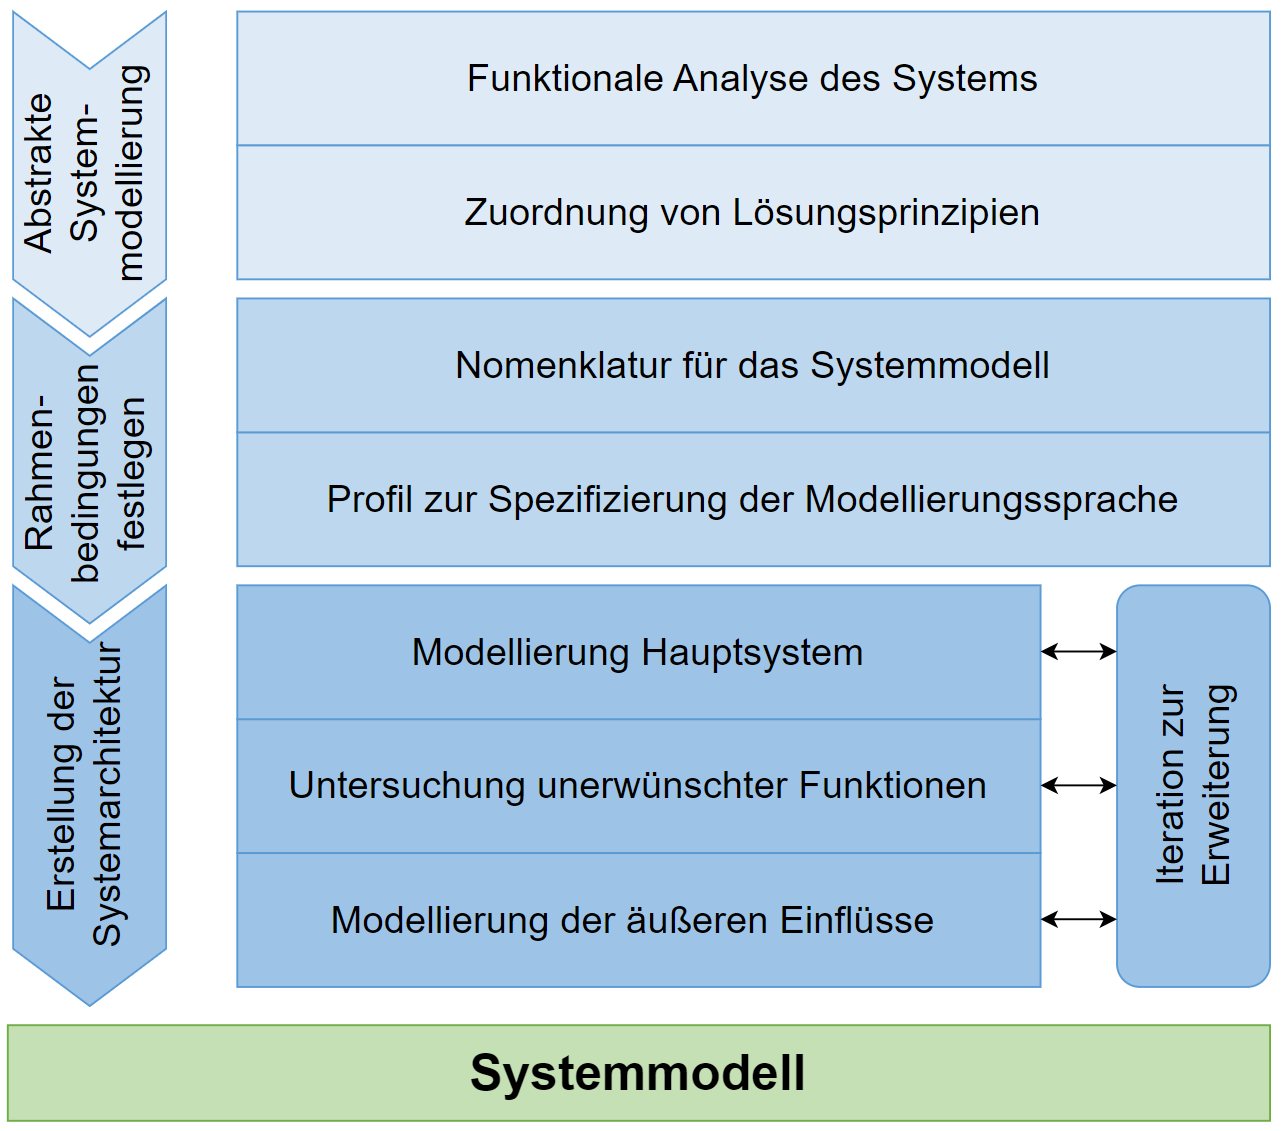 Abstrakte
System-
modellierung
Funktionale Analyse des Systems
Zuordnung von Lösungsprinzipien
Rahmen-
bedingungen
festlegen
Nomenklatur für das Systemmodell
Profil zur Spezifizierung der Modellierungssprache
Erstellung der
Systemarchitektur
Modellierung Hauptsystem
Untersuchung unerwünschter Funktionen
Modellierung der äußeren Einflüsse
Iteration zur
Erweiterung
Systemmodell